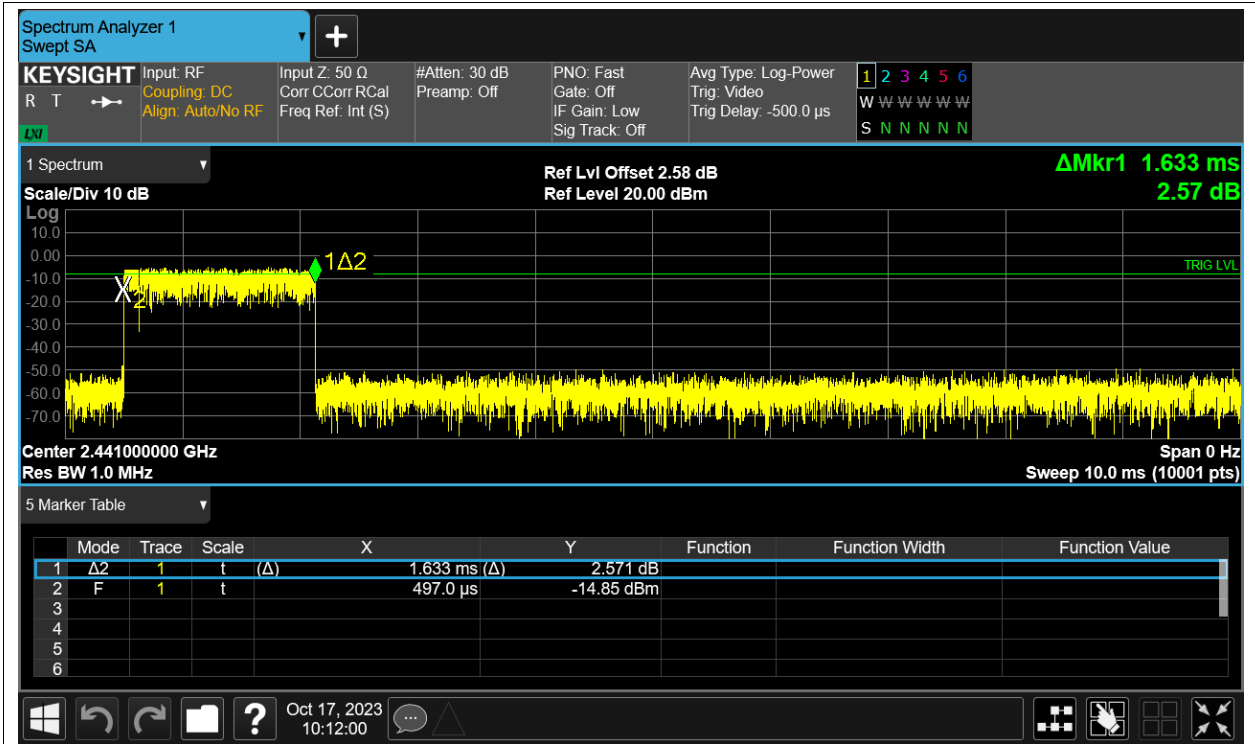 Spectrum Analyzer 1
Swept SA
KEYSIGHT Input: RF Input Z: 50 Ω #Atten: 30 dB PNO: Fast Avg Type: Log-Power 1 2 3 4 5 6
R T Coupling: DC Corr CCorr RCal Preamp: Off Gate: Off Trig: Video W W W W W W
Align: Auto/No RF Freq Ref: Int (S) IF Gain: Low Trig Delay: -500.0 µs
LXI Sig Track: Off S N N N N N
1 Spectrum Ref Lvl Offset 2.58 dB ΔMkr1 1.633 ms
Scale/Div 10 dB Ref Level 20.00 dBm 2.57 dB
Log
10.0
0.00 1Δ2 TRIG LVL
-10.0
-20.0 X2
-30.0
-40.0
-50.0
-60.0
-70.0
Center 2.441000000 GHz Span 0 Hz
Res BW 1.0 MHz Sweep 10.0 ms (10001 pts)
5 Marker Table
Mode Trace Scale X Y Function Function Width Function Value
1 Δ2 1 t (Δ) 1.633 ms (Δ) 2.571 dB
2 F 1 t 497.0 µs -14.85 dBm
3
4
5
6
? Oct 17, 2023
10:12:00